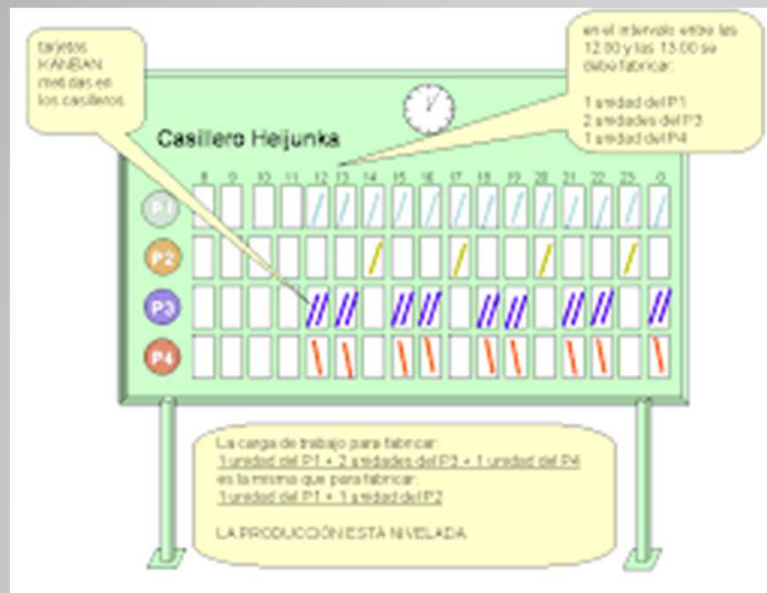 tarjetas
KANBAN
metidas en
los casilleros
en el intervalo entre las
12:00 y las 13:00 se
debe fabricar:
1 unidad del P1
2 unidades del P3
1 unidad del P4
Casillero Heijunka
8 9 10 11 12 13 14 15 16 17 18 19 20 21 22 23 0
P1
P2
P3
P4
La carga de trabajo para fabricar:
1 unidad del P1 + 2 unidades del P3 + 1 unidad del P4
es la misma que para fabricar:
1 unidad del P1 + 1 unidad del P2
LA PRODUCCIÓN ESTÁ NIVELADA